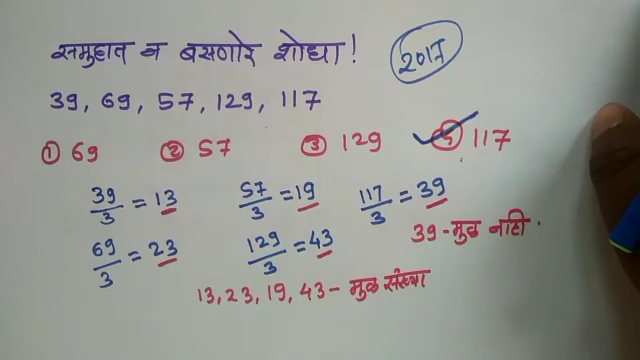 समुहात न बसणारे शोधा! 2017
39, 69, 57, 129, 117
① 69 ② 57 ③ 129 ④ 117
39/3 = 13 57/3 = 19 117/3 = 39
69/3 = 23 129/3 = 43 39 - मुळ नाही.
13, 23, 19, 43 - मुळ संख्या